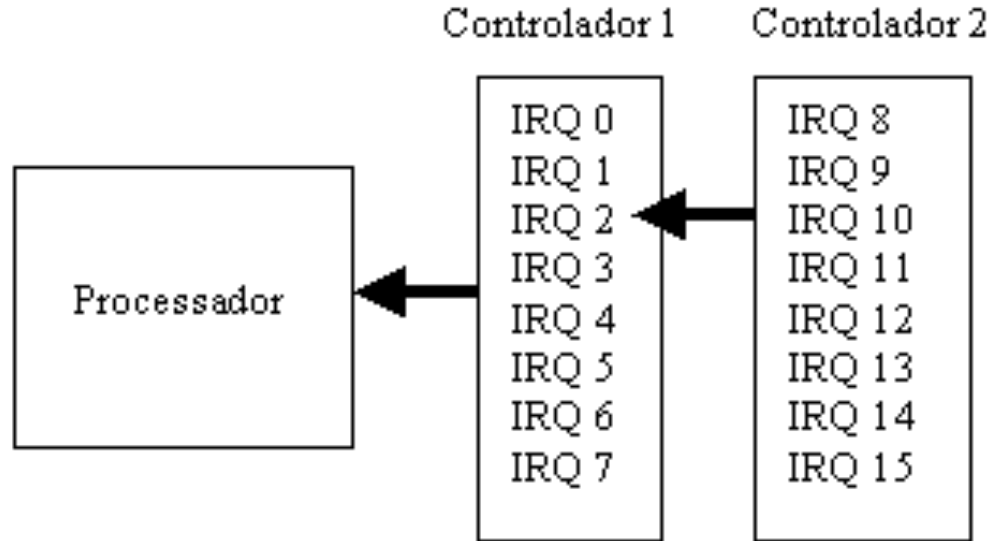 Controlador 1
Controlador 2
Processador
IRQ 0
IRQ 1
IRQ 2
IRQ 3
IRQ 4
IRQ 5
IRQ 6
IRQ 7
IRQ 8
IRQ 9
IRQ 10
IRQ 11
IRQ 12
IRQ 13
IRQ 14
IRQ 15